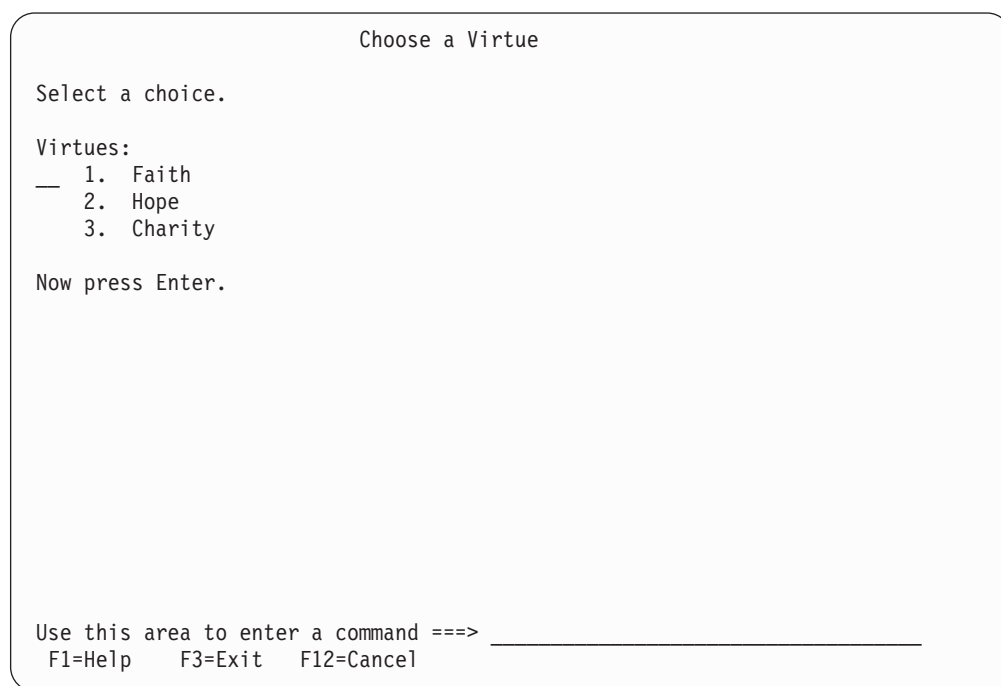 Choose a Virtue
Select a choice.
Virtues:
__ 1. Faith
2. Hope
3. Charity
Now press Enter.
Use this area to enter a command ===> ____________________________________
F1=Help F3=Exit F12=Cancel